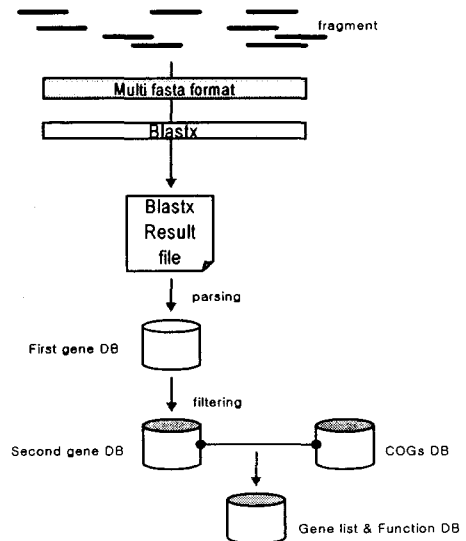 fragment
Multi fasta format
Blastx
Blastx
Result
file
parsing
First gene DB
filtering
Second gene DB
COGs DB
Gene list & Function DB